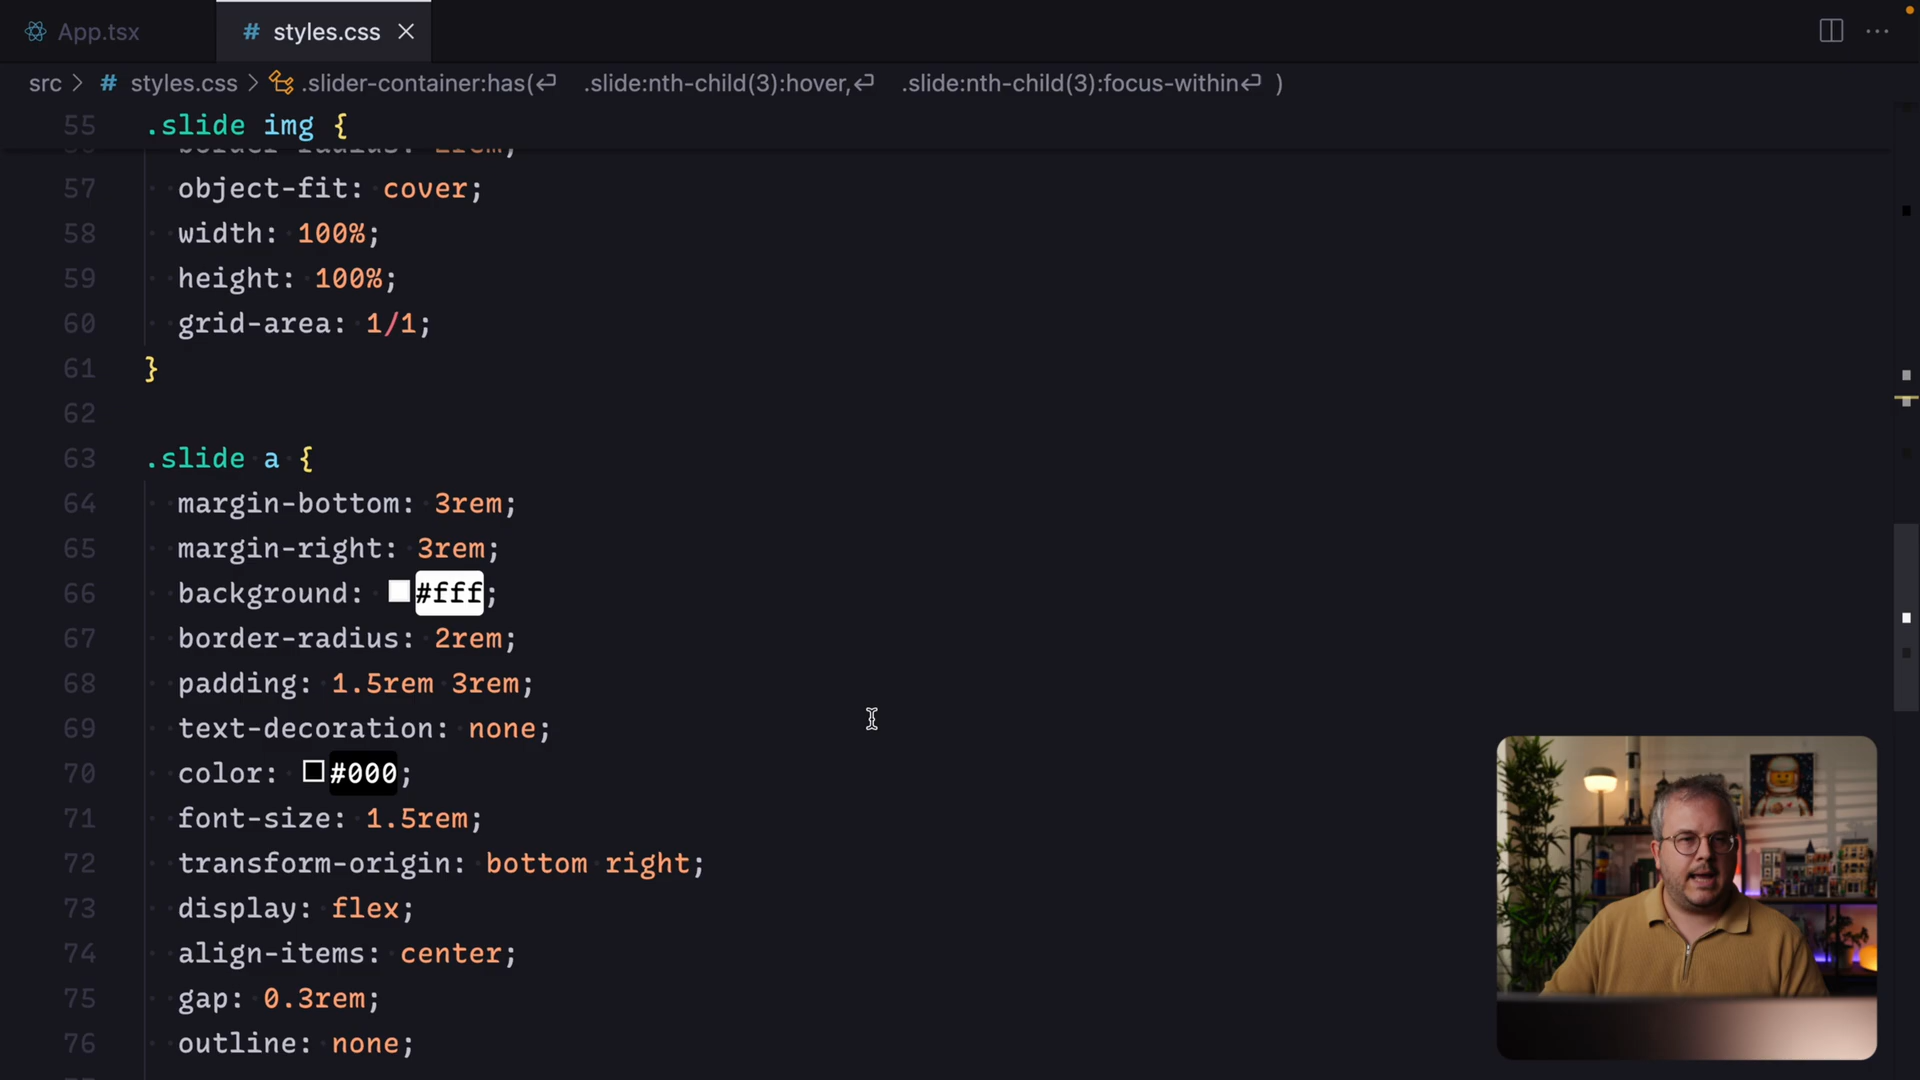 App.tsx
# styles.css
src > # styles.css > .slider-container:has(↵ .slide:nth-child(3):hover,↵ .slide:nth-child(3):focus-within↵ )
55 .slide img {
57 object-fit: cover;
58 width: 100%;
59 height: 100%;
60 grid-area: 1/1;
61 }
62
63 .slide a {
64 margin-bottom: 3rem;
65 margin-right: 3rem;
66 background: #fff;
67 border-radius: 2rem;
68 padding: 1.5rem 3rem;
69 text-decoration: none;
70 color: #000;
71 font-size: 1.5rem;
72 transform-origin: bottom right;
73 display: flex;
74 align-items: center;
75 gap: 0.3rem;
76 outline: none;